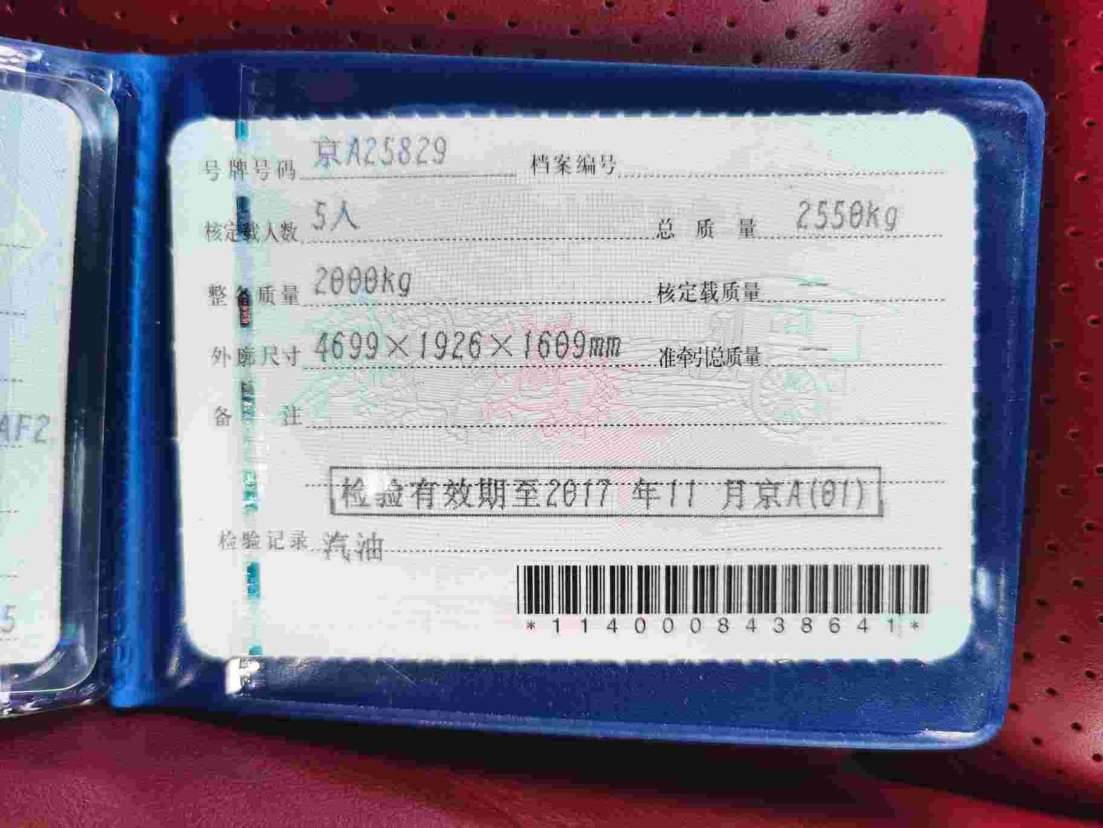 号牌号码 京A25829 档案编号
核定载人数 5人 总质量 2550kg
整备质量 2000kg 核定载质量 --
外廓尺寸 4699×1926×1609mm 准牵引总质量 --
备注
检验有效期至2017 年11 月京A(01)
检验记录 汽油
*1140008438641*
AF2
5